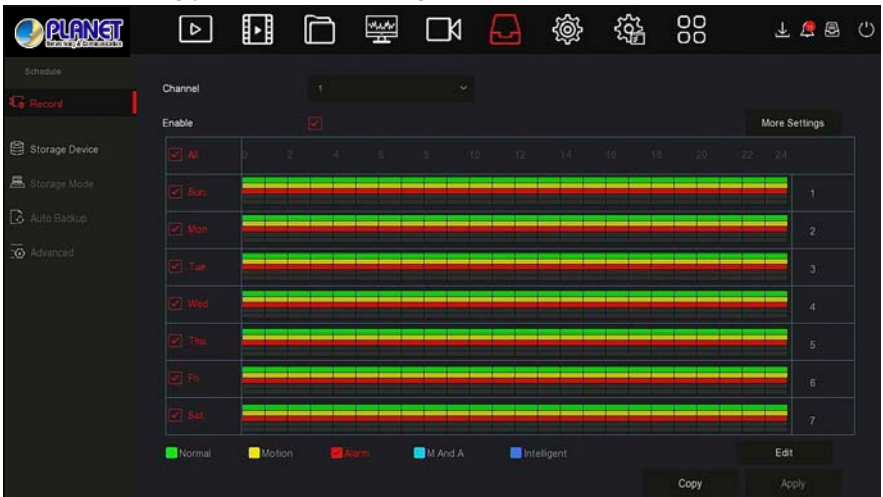 PLANET
Networking & Communication
Schedule
Channel 1
Record
Enable More Settings
Storage Device
All 0 2 4 6 8 10 12 14 16 18 20 22 24
Storage Mode
Sun 1
Auto Backup
Mon 2
Advanced
Tue 3
Wed 4
Thu 5
Fri 6
Sat 7
Normal Motion Alarm M And A Intelligent Edit
Copy Apply